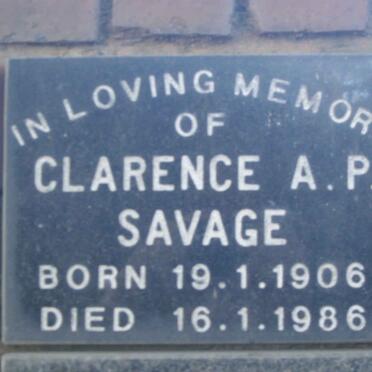 IN LOVING MEMOR
OF
CLARENCE A. P.
SAVAGE
BORN 19.1.1906
DIED 16.1.1986